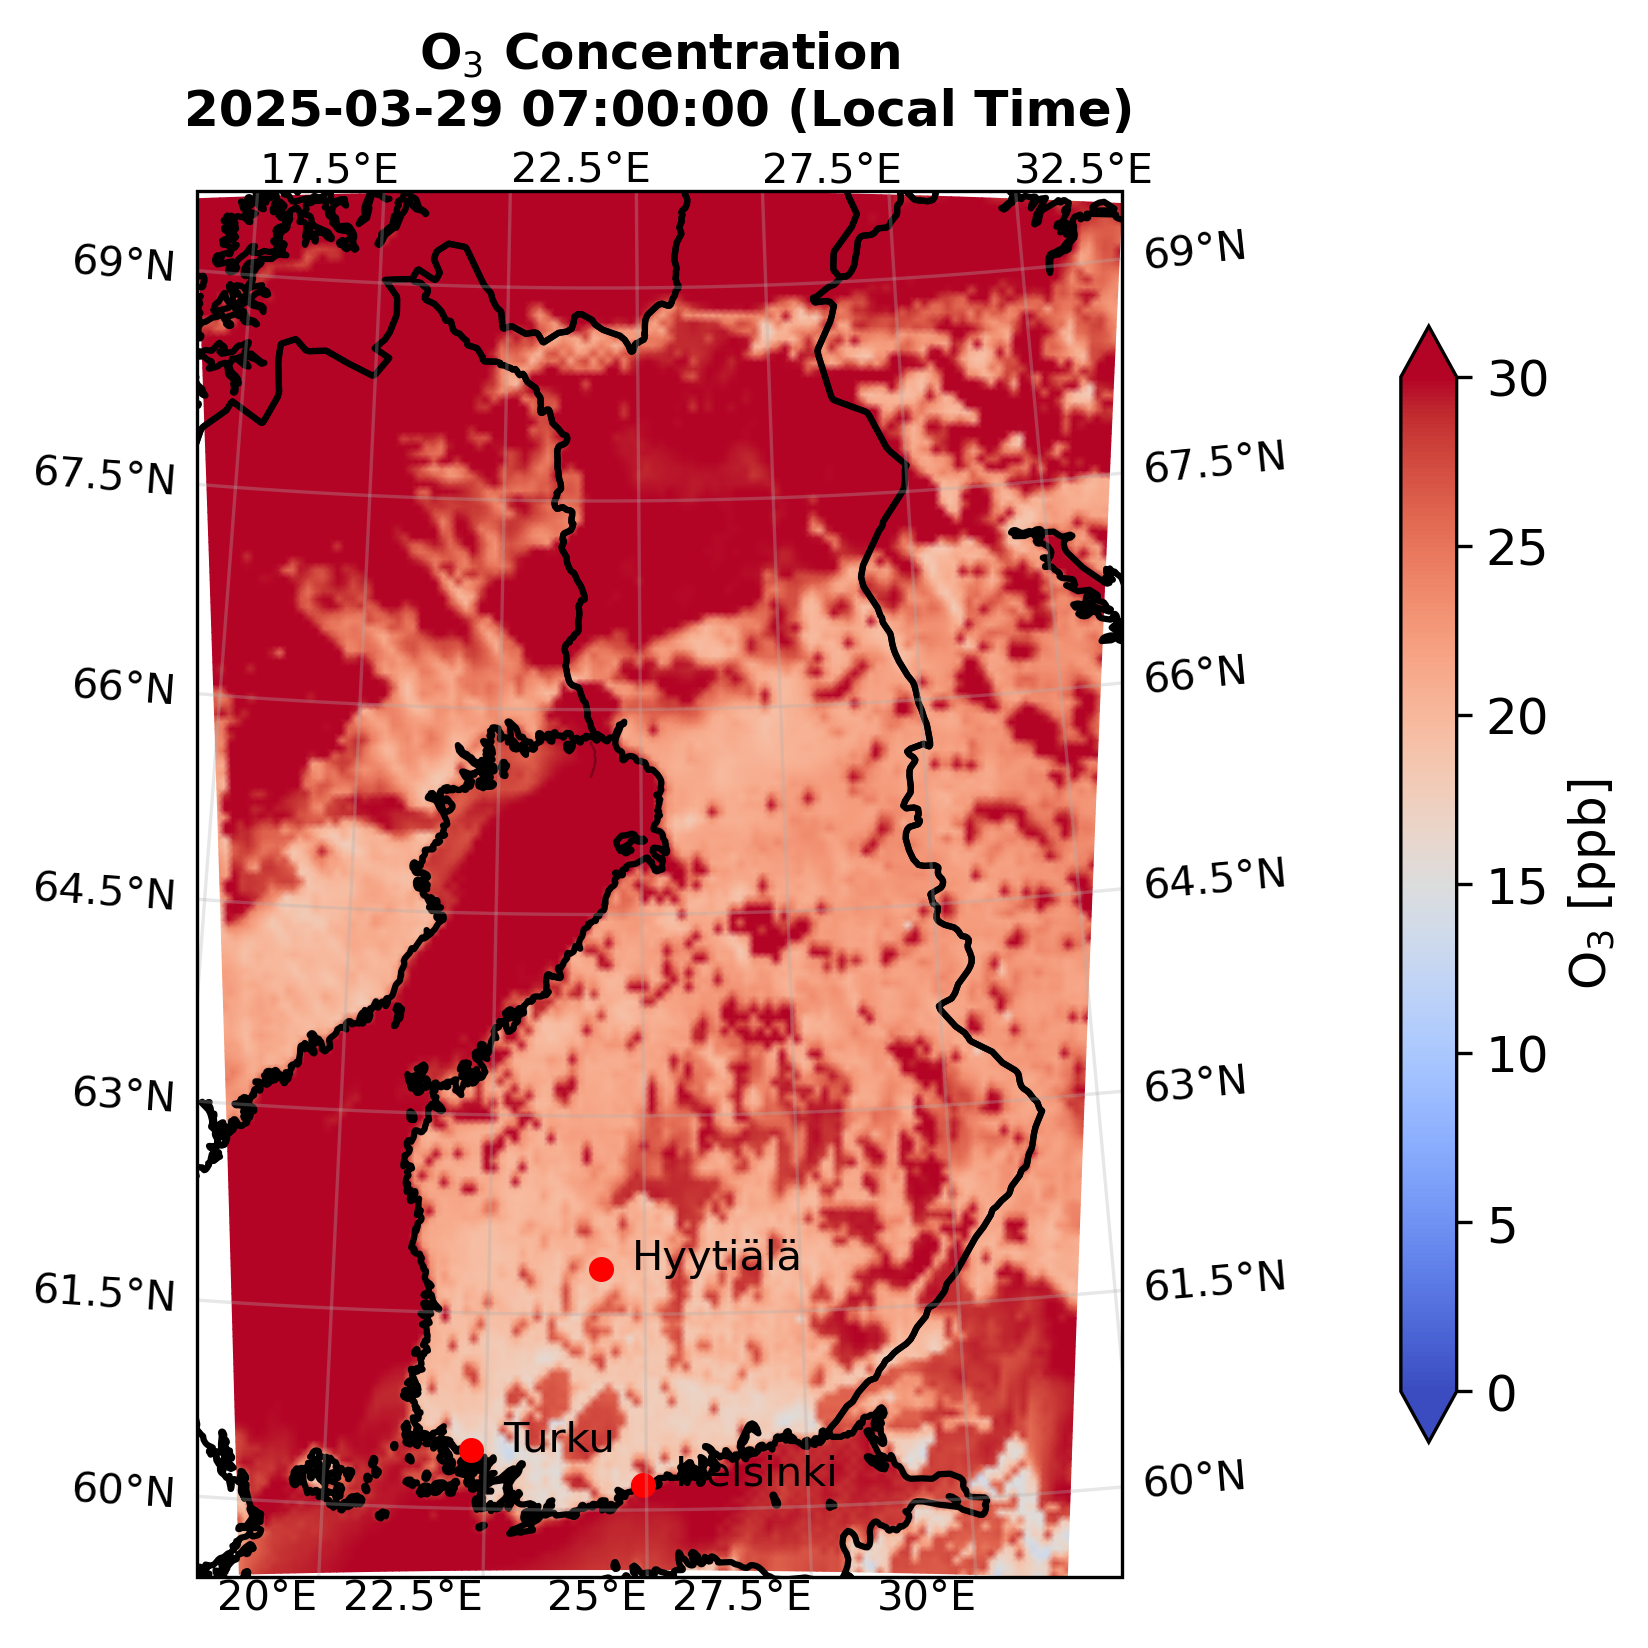 O₃ Concentration
2025-03-29 07:00:00 (Local Time)
17.5°E 22.5°E 27.5°E 32.5°E
69°N 69°N
67.5°N 67.5°N
66°N 66°N
64.5°N 64.5°N
63°N 63°N
61.5°N 61.5°N
60°N 60°N
Hyytiälä
Turku
Helsinki
20°E 22.5°E 25°E 27.5°E 30°E
30
25
20
15
10
5
0
O₃ [ppb]